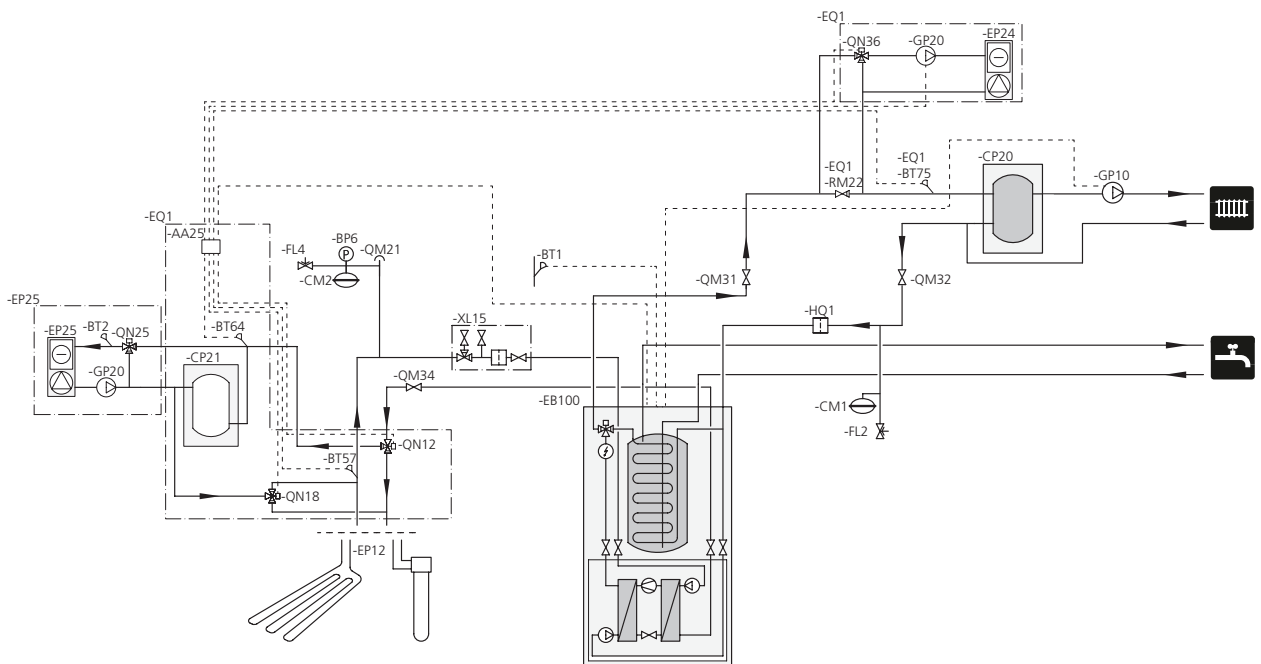 -EQ1
-QN36
-GP20
-EP24
-EQ1
-RM22
-EQ1
-BT75
-CP20
-GP10
-EQ1
-AA25
-FL4
-BP6
P
-QM21
-CM2
-BT1
-QM31
-QM32
-EP25
-EP25
-BT2
-QN25
-BT64
-XL15
-HQ1
-GP20
-CP21
-QM34
-EB100
-CM1
-FL2
-QN12
-BT57
-QN18
-EP12